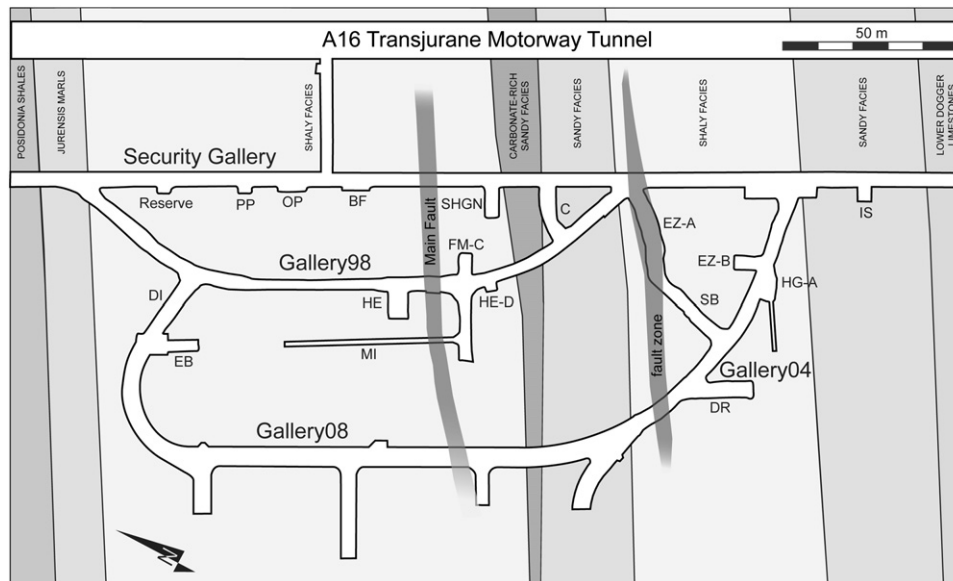 A16 Transjurane Motorway Tunnel
50 m
POSIDONIA SHALES
JURENSIS MARLS
SHALY FACIES
CARBONATE-RICH
SANDY FACIES
SANDY FACIES
SHALY FACIES
SANDY FACIES
LOWER DOGGER
LIMESTONES
Security Gallery
Reserve
PP
OP
BF
SHGN
C
IS
Main Fault
EZ-A
FM-C
EZ-B
Gallery98
HG-A
DI
HE
HE-D
SB
EB
MI
fault zone
Gallery04
DR
Gallery08
N